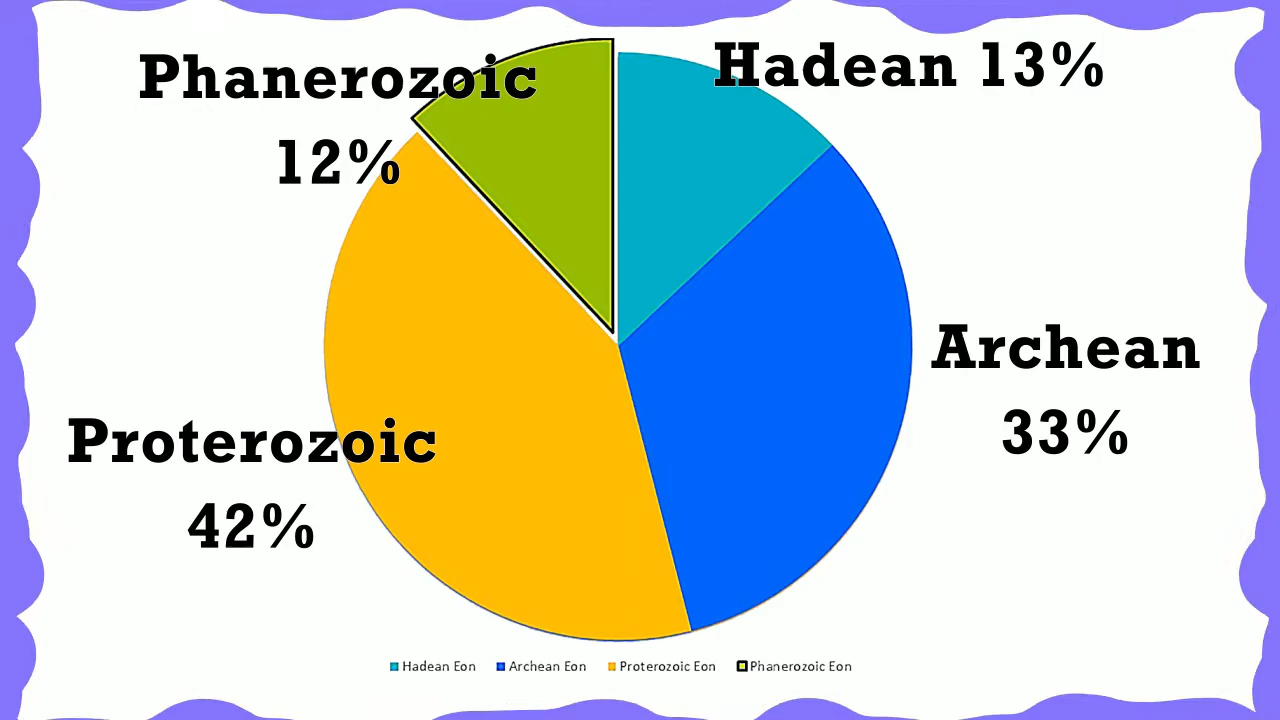 Phanerozoic
12%
Hadean 13%
Archean
33%
Proterozoic
42%
Hadean Eon Archean Eon Proterozoic Eon Phanerozoic Eon